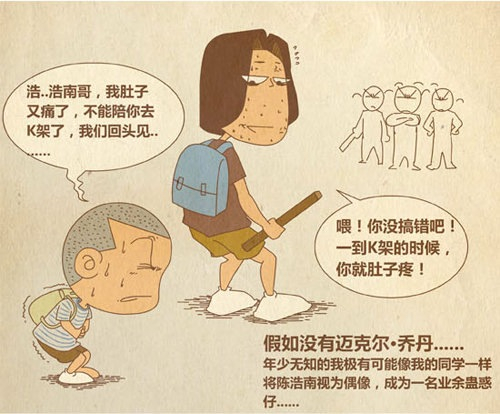 浩..浩南哥，我肚子
又痛了，不能陪你去
K架了，我们回头见..
......
喂！你没搞错吧！
一到K架的时候，
你就肚子疼！
假如没有迈克尔·乔丹......
年少无知的我极有可能像我的同学一样
将陈浩南视为偶像，成为一名业余蛊惑
仔......